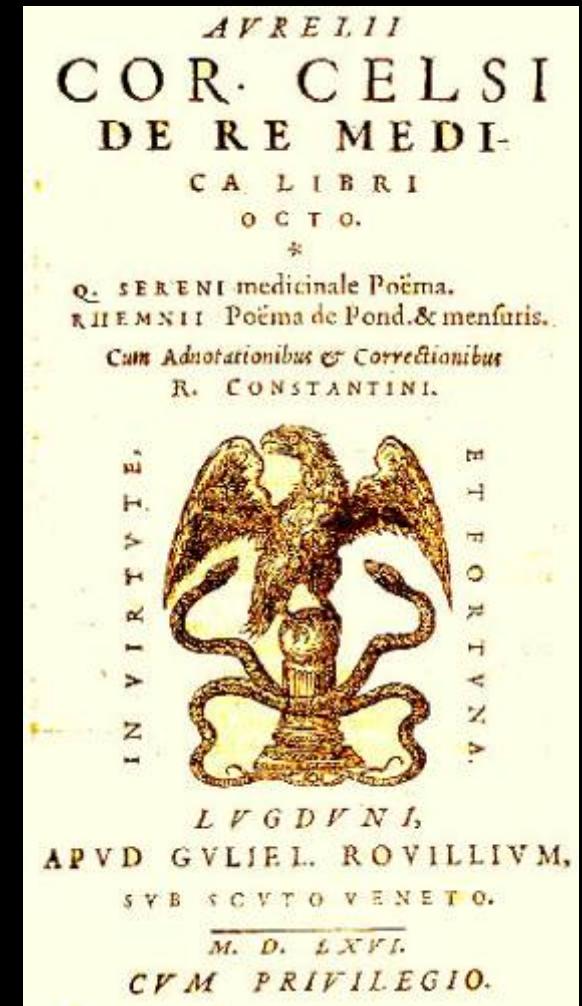 AVRELII
COR. CELSI
DE RE MEDI-
CA LIBRI
OCTO.
*
Q. SERENI medicinale Poëma.
RHEMNII Poëma de Pond.& menſuris.
Cum Adnotationibus & Correctionibus
R. CONSTANTINI.
IN VIRTVTE,
ET FORTVNA.
LVGDVNI,
APVD GVLIEL. ROVILLIVM,
SVB SCVTO VENETO.
M. D. LXVI.
CVM PRIVILEGIO.